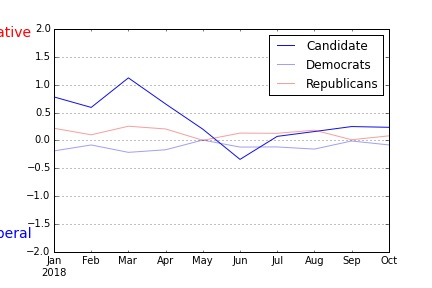 ative
2.0
1.5
1.0
0.5
0.0
−0.5
−1.0
−1.5
−2.0
beral
Candidate
Democrats
Republicans
Jan Feb Mar Apr May Jun Jul Aug Sep Oct
2018